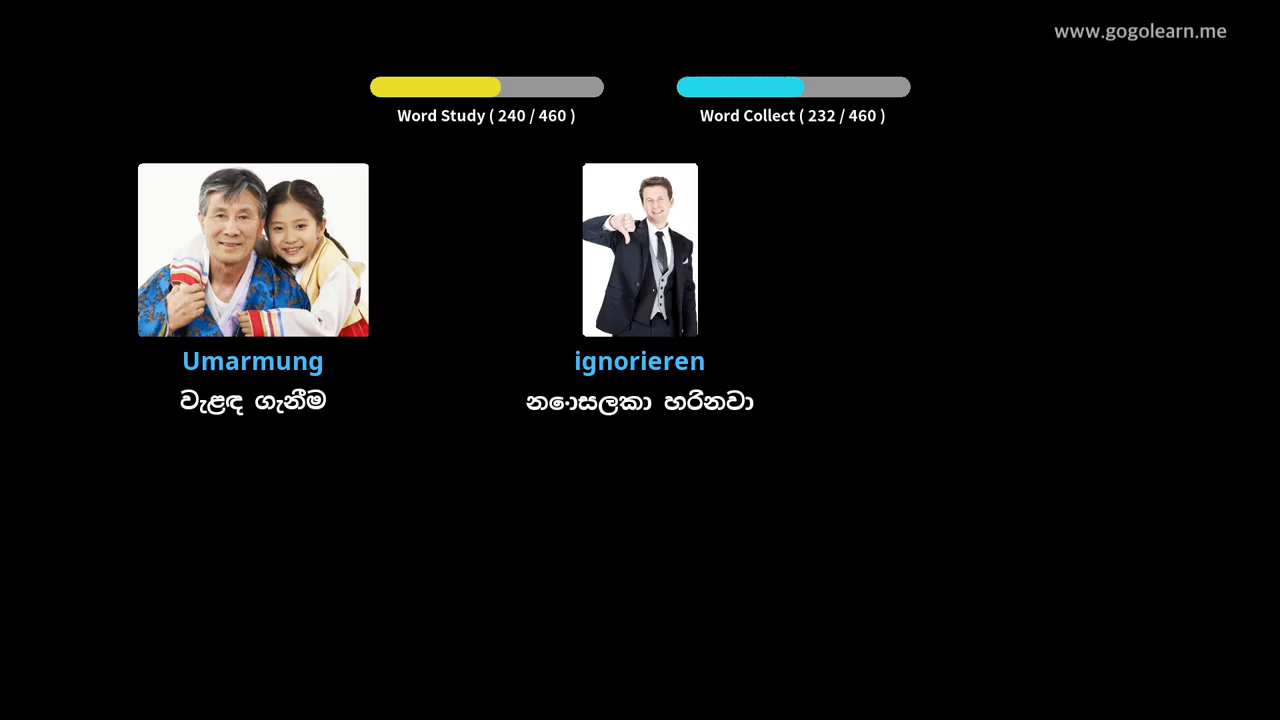 www.gogolearn.me
Word Study ( 240 / 460 )
Word Collect ( 232 / 460 )
Umarmung
වැළඳ ගැනීම
ignorieren
නොසලකා හරිනවා